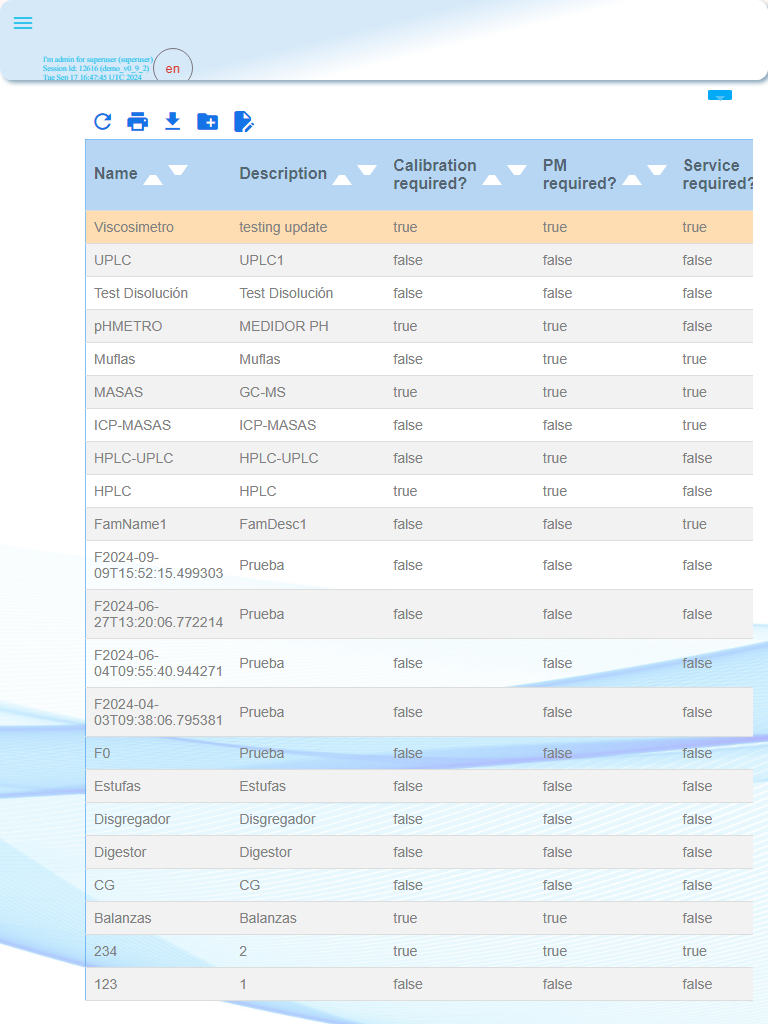 I'm admin for superuser (superuser)
Session Id: 12616 (demo_v0_9_2)
Tue Sep 17 16:47:45 UTC 2024
en
Name Description Calibration required? PM required? Service required?
Viscosimetro testing update true true true
UPLC UPLC1 false false false
Test Disolución Test Disolución false false false
pHMETRO MEDIDOR PH true true false
Muflas Muflas false true true
MASAS GC-MS true true true
ICP-MASAS ICP-MASAS false false true
HPLC-UPLC HPLC-UPLC false true false
HPLC HPLC true true false
FamName1 FamDesc1 false false true
F2024-09-
09T15:52:15.499303 Prueba false false false
F2024-06-
27T13:20:06.772214 Prueba false false false
F2024-06-
04T09:55:40.944271 Prueba false false false
F2024-04-
03T09:38:06.795381 Prueba false false false
F0 Prueba false false false
Estufas Estufas false false false
Disgregador Disgregador false false false
Digestor Digestor false false false
CG CG false false false
Balanzas Balanzas true true false
234 2 true true true
123 1 false false false